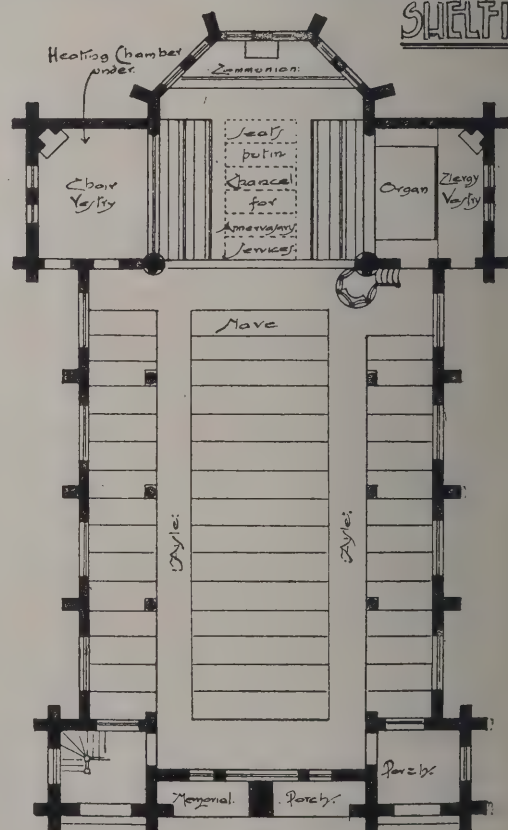 SHELF
Heating Chamber
under
Communion:
Choir
Vestry
Seats
put in
Chancel
for
Anniversary
Services.
Organ
Clergy
Vestry
Nave
Ayle:
Ayle:
Porch.
Memorial. Porch.